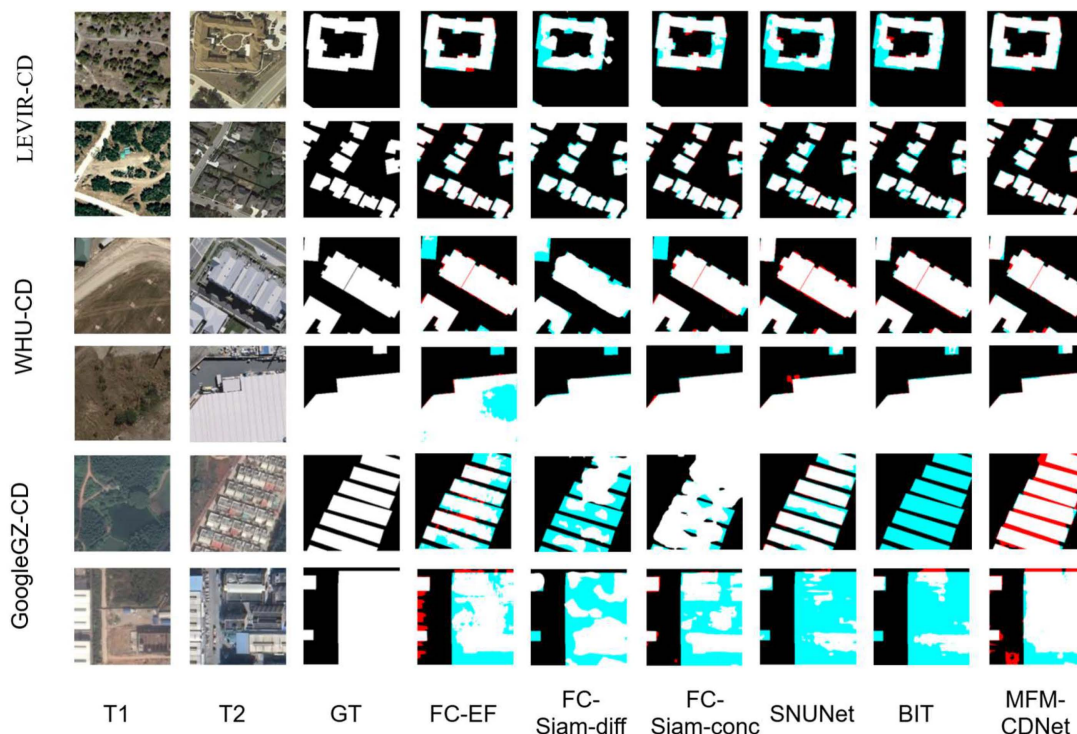 LEVIR-CD
WHU-CD
GoogleGZ-CD
T1 T2 GT FC-EF FC-Siam-diff FC-Siam-conc SNUNet BIT MFM-CDNet